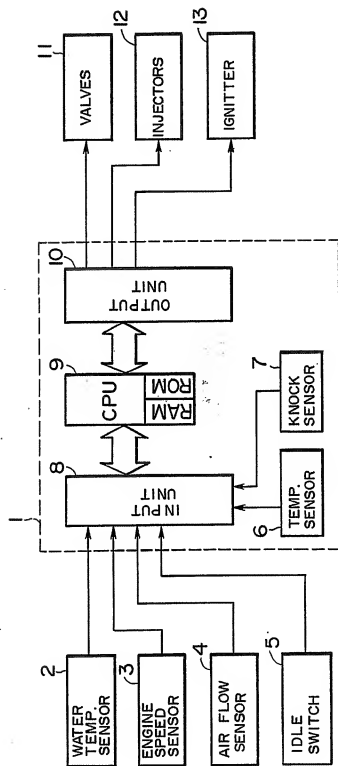 1
2
WATER
TEMP.
SENSOR
3
ENGINE
SPEED
SENSOR
4
AIR FLOW
SENSOR
5
IDLE
SWITCH
8
INPUT
UNIT
9
CPU
RAM
ROM
10
OUTPUT
UNIT
6
TEMP.
SENSOR
7
KNOCK
SENSOR
11
VALVES
12
INJECTORS
13
IGNITTER